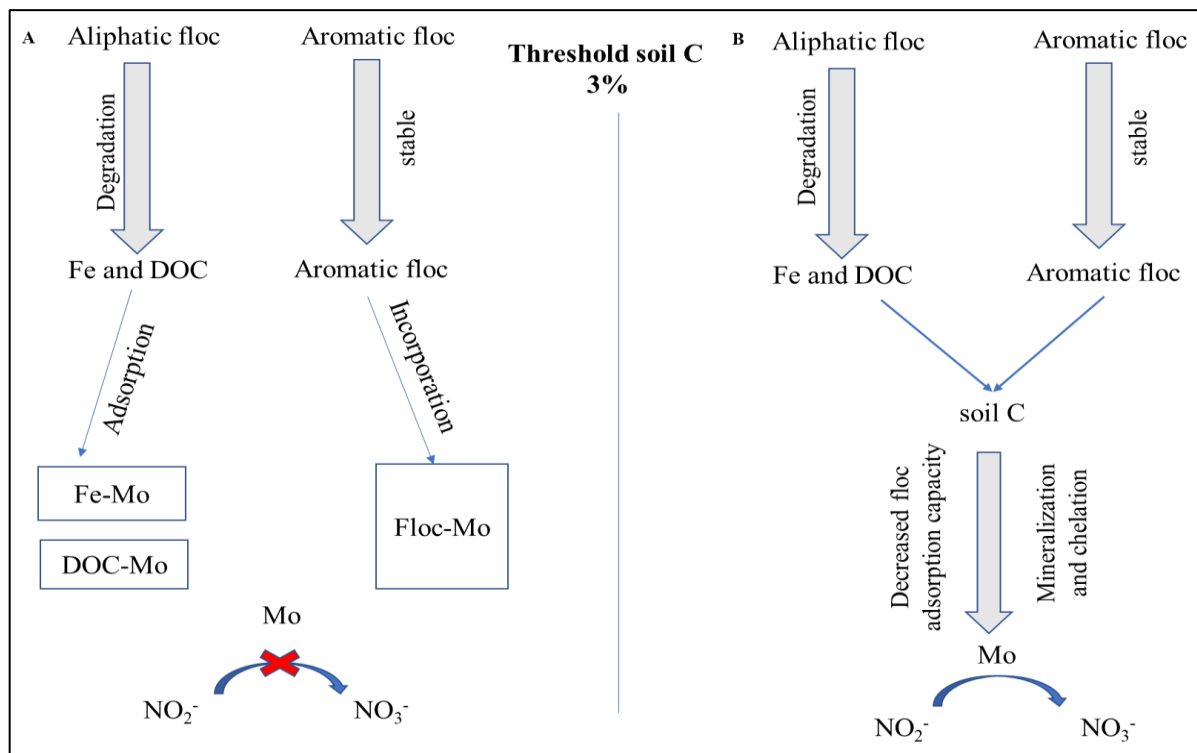 A
Aliphatic floc
Aromatic floc
Degradation
stable
Fe and DOC
Aromatic floc
Adsorption
Incorporation
Fe-Mo
DOC-Mo
Floc-Mo
Mo
NO₂⁻
NO₃⁻
Threshold soil C
3%
B
Aliphatic floc
Aromatic floc
Degradation
stable
Fe and DOC
Aromatic floc
soil C
Decreased floc
adsorption capacity
Mineralization
and chelation
Mo
NO₂⁻
NO₃⁻